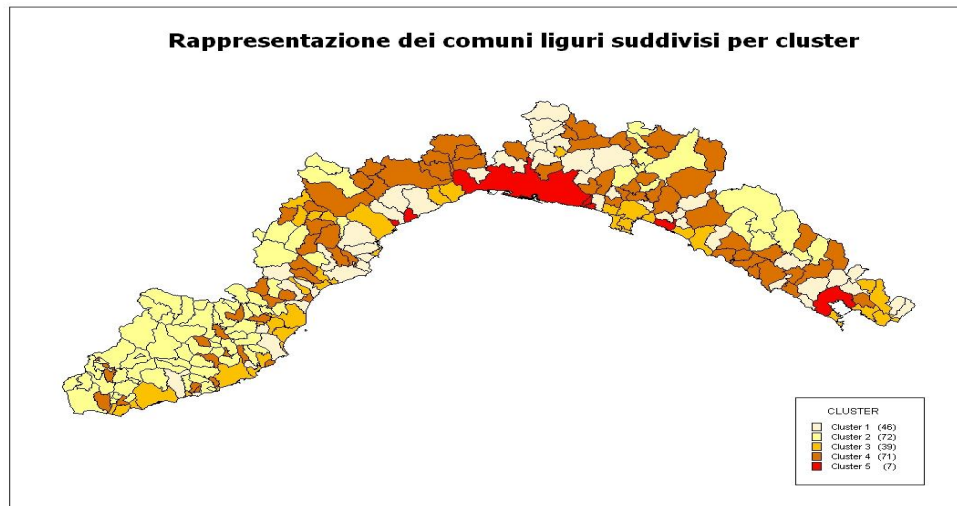 Rappresentazione dei comuni liguri suddivisi per cluster
CLUSTER
Cluster 1 (46)
Cluster 2 (72)
Cluster 3 (39)
Cluster 4 (71)
Cluster 5 (7)